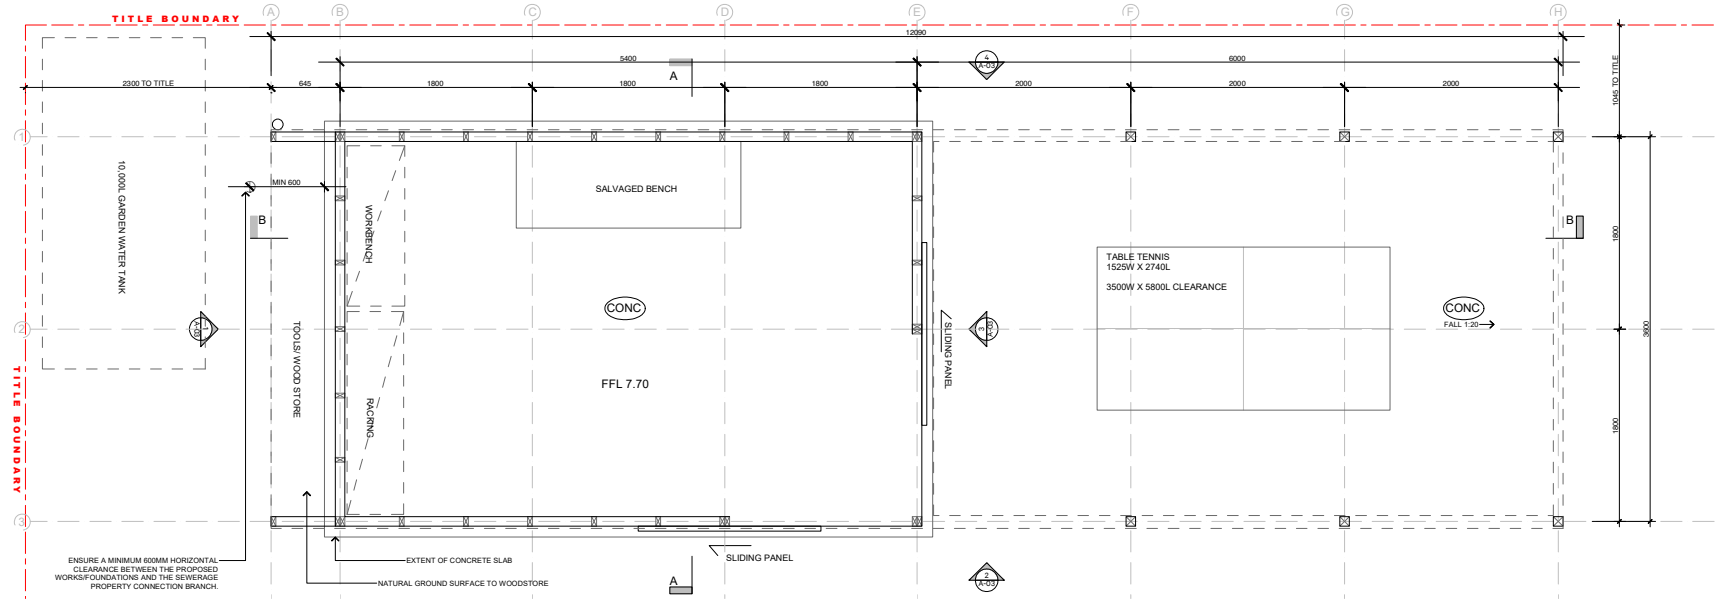 TITLE BOUNDARY
A
B
C
D
E
F
G
H
12090
5400
4
A-03
6000
A
2300 TO TITLE
645
1800
1800
1800
2000
2000
2000
1045 TO TITLE
1
MIN 600
SALVAGED BENCH
10,000L GARDEN WATER TANK
WORKBENCH
B
B
1800
TABLE TENNIS
1525W X 2740L
3500W X 5800L CLEARANCE
CONC
CONC
FALL 1:20
2
1
A-03
TOOLS/ WOOD STORE
SLIDING PANEL
3
A-03
3600
FFL 7.70
TITLE BOUNDARY
RACKING
1800
3
ENSURE A MINIMUM 600MM HORIZONTAL
CLEARANCE BETWEEN THE PROPOSED
WORKS/FOUNDATIONS AND THE SEWERAGE
PROPERTY CONNECTION BRANCH.
EXTENT OF CONCRETE SLAB
NATURAL GROUND SURFACE TO WOODSTORE
SLIDING PANEL
A
2
A-03